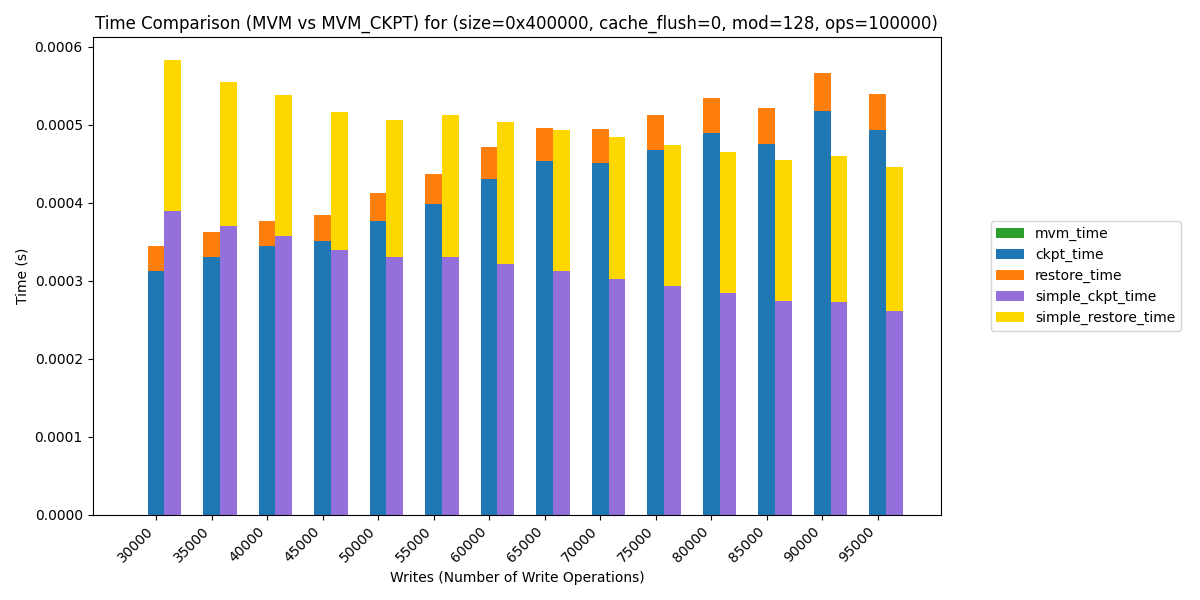 Time Comparison (MVM vs MVM_CKPT) for (size=0x400000, cache_flush=0, mod=128, ops=100000)
Time (s)
0.0006
0.0005
0.0004
0.0003
0.0002
0.0001
0.0000
30000
35000
40000
45000
50000
55000
60000
65000
70000
75000
80000
85000
90000
95000
Writes (Number of Write Operations)
mvm_time
ckpt_time
restore_time
simple_ckpt_time
simple_restore_time